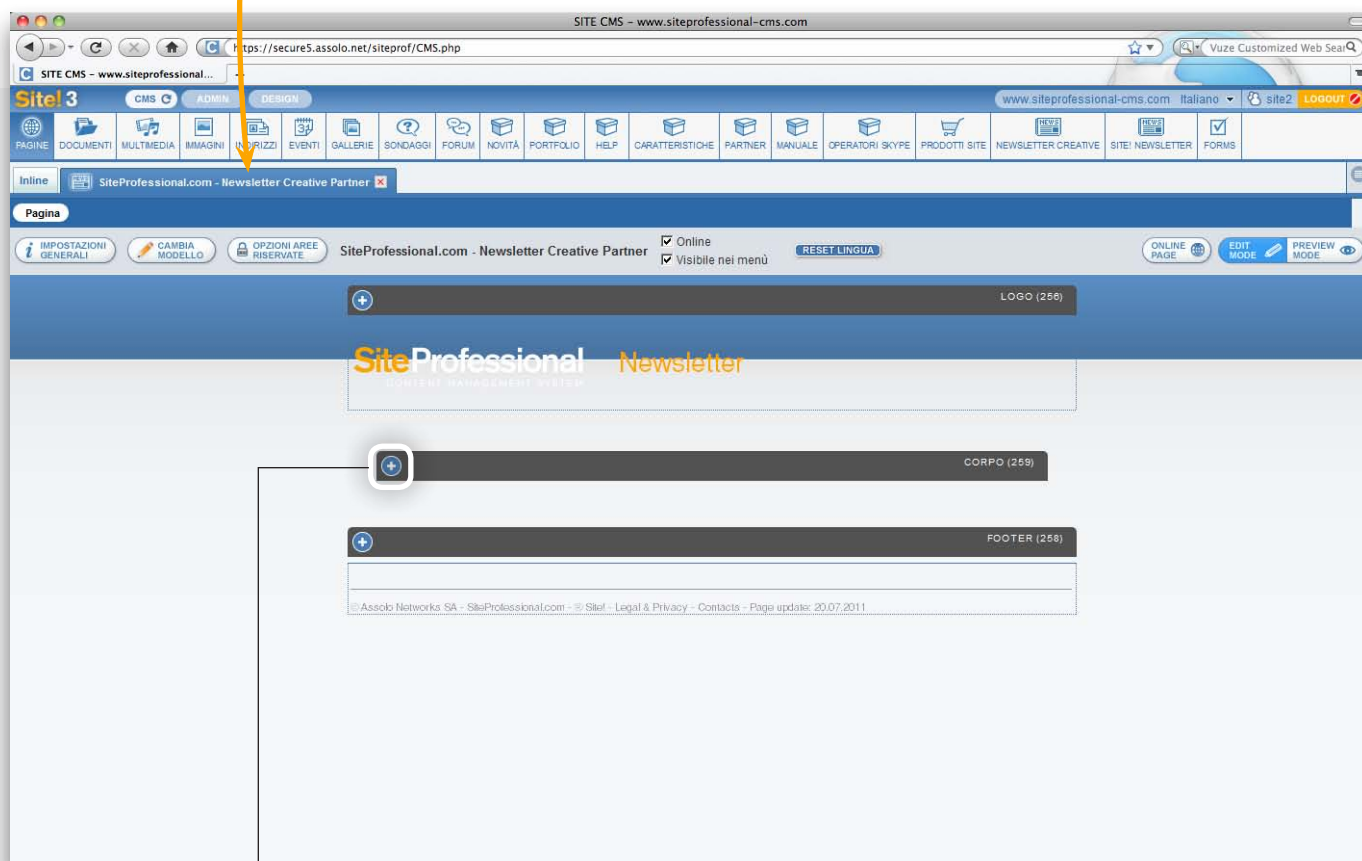 SITE CMS - www.siteprofessional-cms.com
https://secure5.assolo.net/siteprof/CMS.php
Vuze Customized Web Sear
SITE CMS - www.siteprofessional...
Site! 3
CMS
ADMIN
DESIGN
www.siteprofessional-cms.com Italiano
site2
LOGOUT
PAGINE
DOCUMENTI
MULTIMEDIA
IMMAGINI
INDIRIZZI
EVENTI
GALLERIE
SONDAGGI
FORUM
NOVITÀ
PORTFOLIO
HELP
CARATTERISTICHE
PARTNER
MANUALE
OPERATORI SKYPE
PRODOTTI SITE
NEWSLETTER CREATIVE
SITE! NEWSLETTER
FORMS
Inline
SiteProfessional.com - Newsletter Creative Partner
Pagina
IMPOSTAZIONI
GENERALI
CAMBIA
MODELLO
OPZIONI AREE
RISERVATE
SiteProfessional.com - Newsletter Creative Partner
Online
Visibile nei menù
RESET LINGUA
ONLINE
PAGE
EDIT
MODE
PREVIEW
MODE
LOGO (256)
SiteProfessional Newsletter
CONTENT MANAGEMENT SYSTEM
CORPO (259)
FOOTER (258)
© Assolo Networks SA - SiteProfessional.com - ® Site! - Legal & Privacy - Contacts - Page update: 20.07.2011